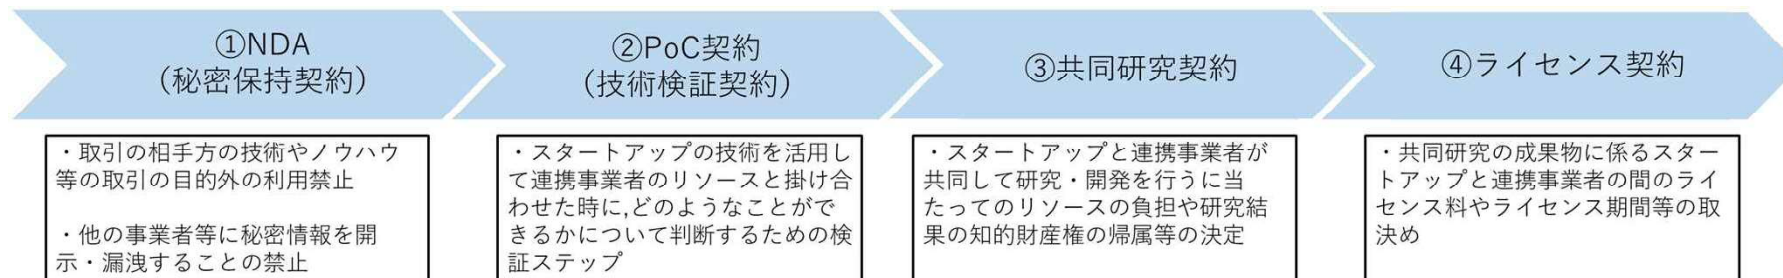 ①NDA
(秘密保持契約)
②PoC契約
(技術検証契約)
③共同研究契約
④ライセンス契約
・取引の相手方の技術やノウハウ
等の取引の目的外の利用禁止
・他の事業者等に秘密情報を開
示・漏洩することの禁止
・スタートアップの技術を活用し
て連携事業者のリソースと掛け合
わせた時に,どのようなことがで
きるかについて判断するための検
証ステップ
・スタートアップと連携事業者が
共同して研究・開発を行うに当
たってのリソースの負担や研究結
果の知的財産権の帰属等の決定
・共同研究の成果物に係るスター
トアップと連携事業者の間のライ
センス料やライセンス期間等の取
決め